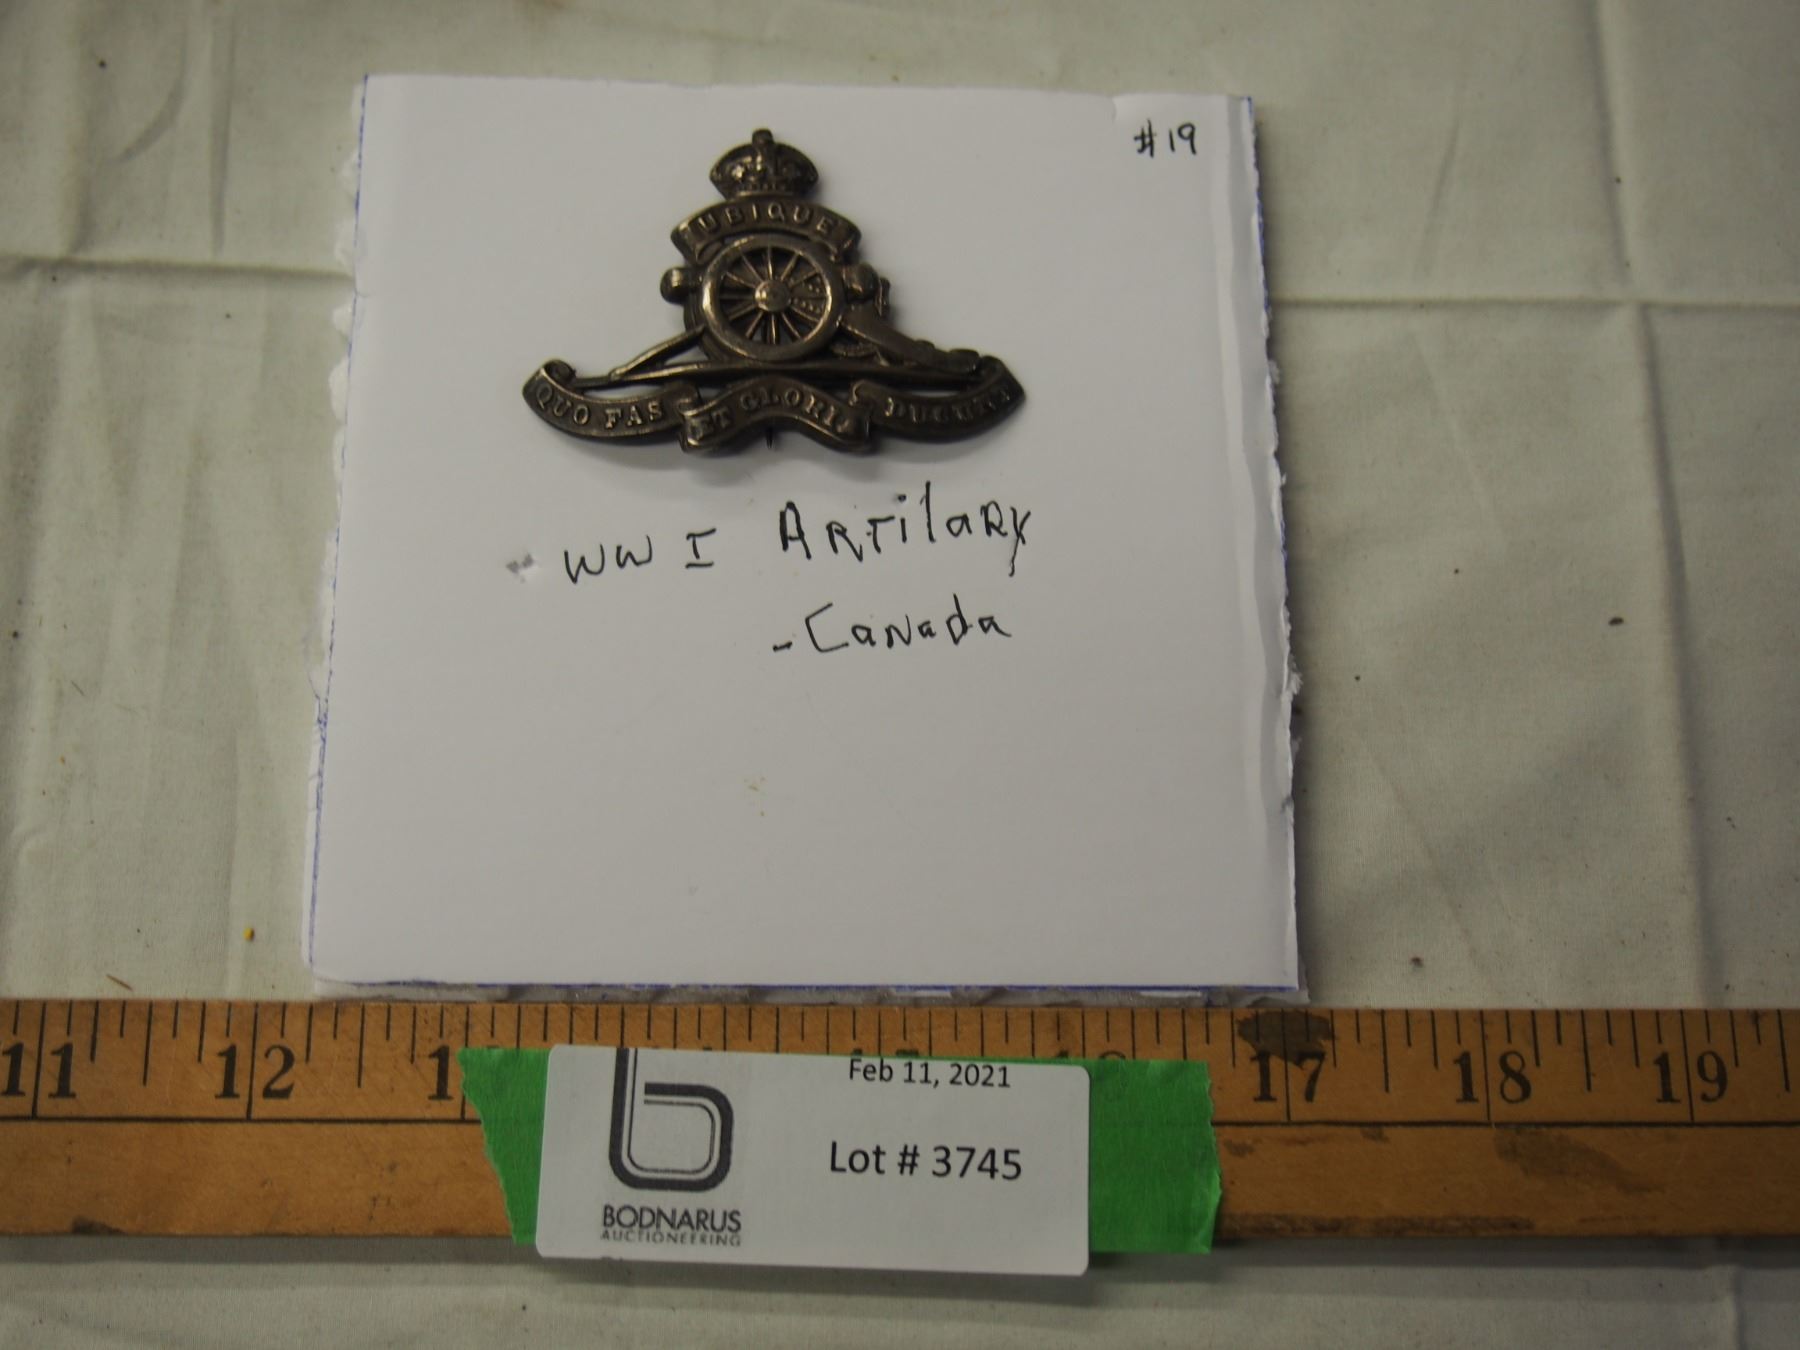 #19
UBIQUE
QUO FAS ET GLORIA DUCUNT
WW I ARTilaRY
-CaNada
11 12 1 17 18 19
Feb 11, 2021
Lot # 3745
BODNARUS
AUCTIONEERING